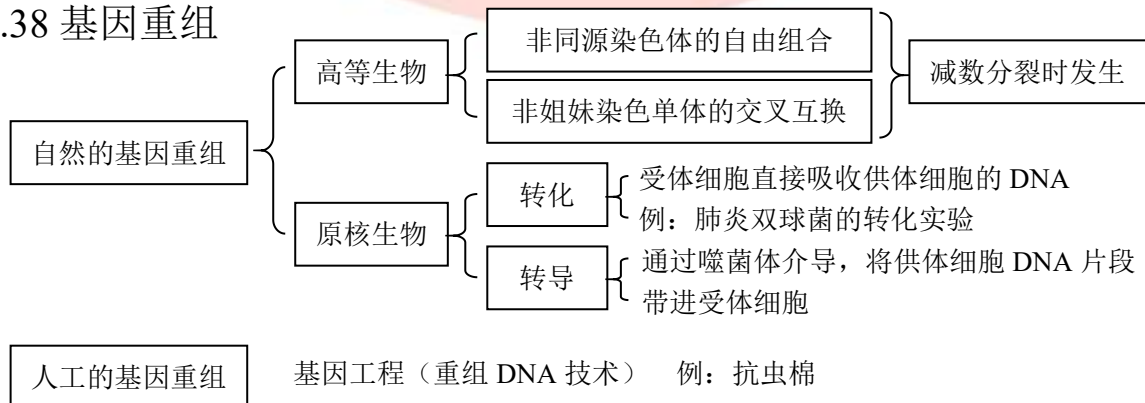 .38 基因重组
自然的基因重组
高等生物
非同源染色体的自由组合
非姐妹染色单体的交叉互换
减数分裂时发生
原核生物
转化
受体细胞直接吸收供体细胞的 DNA
例：肺炎双球菌的转化实验
转导
通过噬菌体介导，将供体细胞 DNA 片段
带进受体细胞
人工的基因重组
基因工程（重组 DNA 技术） 例：抗虫棉